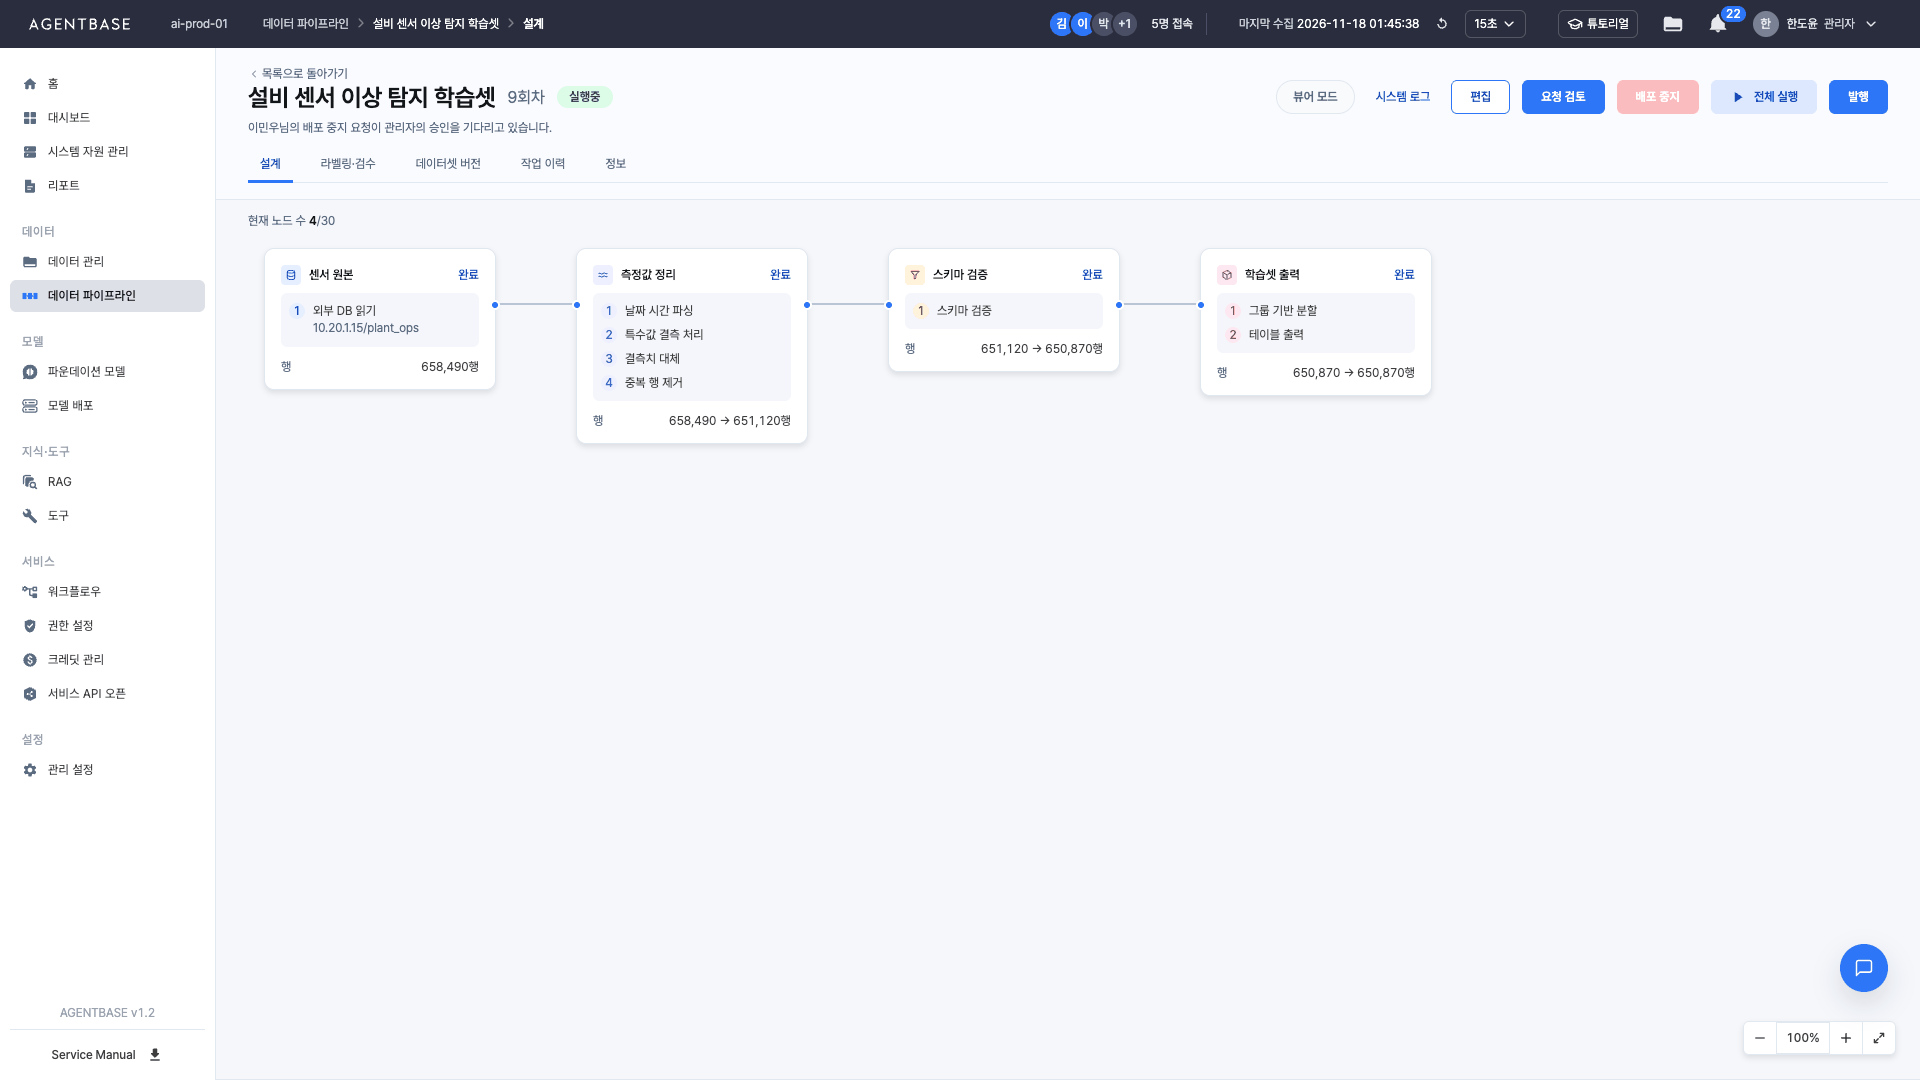 AGENTBASE
ai-prod-01
데이터 파이프라인 > 설비 센서 이상 탐지 학습셋 > 설계
김 이 박 +1 5명 접속
마지막 수집 2026-11-18 01:45:38
15초
튜토리얼
22
한 한도윤 관리자
홈
대시보드
시스템 자원 관리
리포트
데이터
데이터 관리
데이터 파이프라인
모델
파운데이션 모델
모델 배포
지식·도구
RAG
도구
서비스
워크플로우
권한 설정
크레딧 관리
서비스 API 오픈
설정
관리 설정
AGENTBASE v1.2
Service Manual
목록으로 돌아가기
설비 센서 이상 탐지 학습셋 9회차 실행중
이민우님의 배포 중지 요청이 관리자의 승인을 기다리고 있습니다.
뷰어 모드
시스템 로그
편집
요청 검토
배포 중지
전체 실행
발행
설계
라벨링·검수
데이터셋 버전
작업 이력
정보
현재 노드 수 4/30
센서 원본 완료
1 외부 DB 읽기
10.20.1.15/plant_ops
행 658,490행
측정값 정리 완료
1 날짜 시간 파싱
2 특수값 결측 처리
3 결측치 대체
4 중복 행 제거
행 658,490 → 651,120행
스키마 검증 완료
1 스키마 검증
행 651,120 → 650,870행
학습셋 출력 완료
1 그룹 기반 분할
2 테이블 출력
행 650,870 → 650,870행
100%